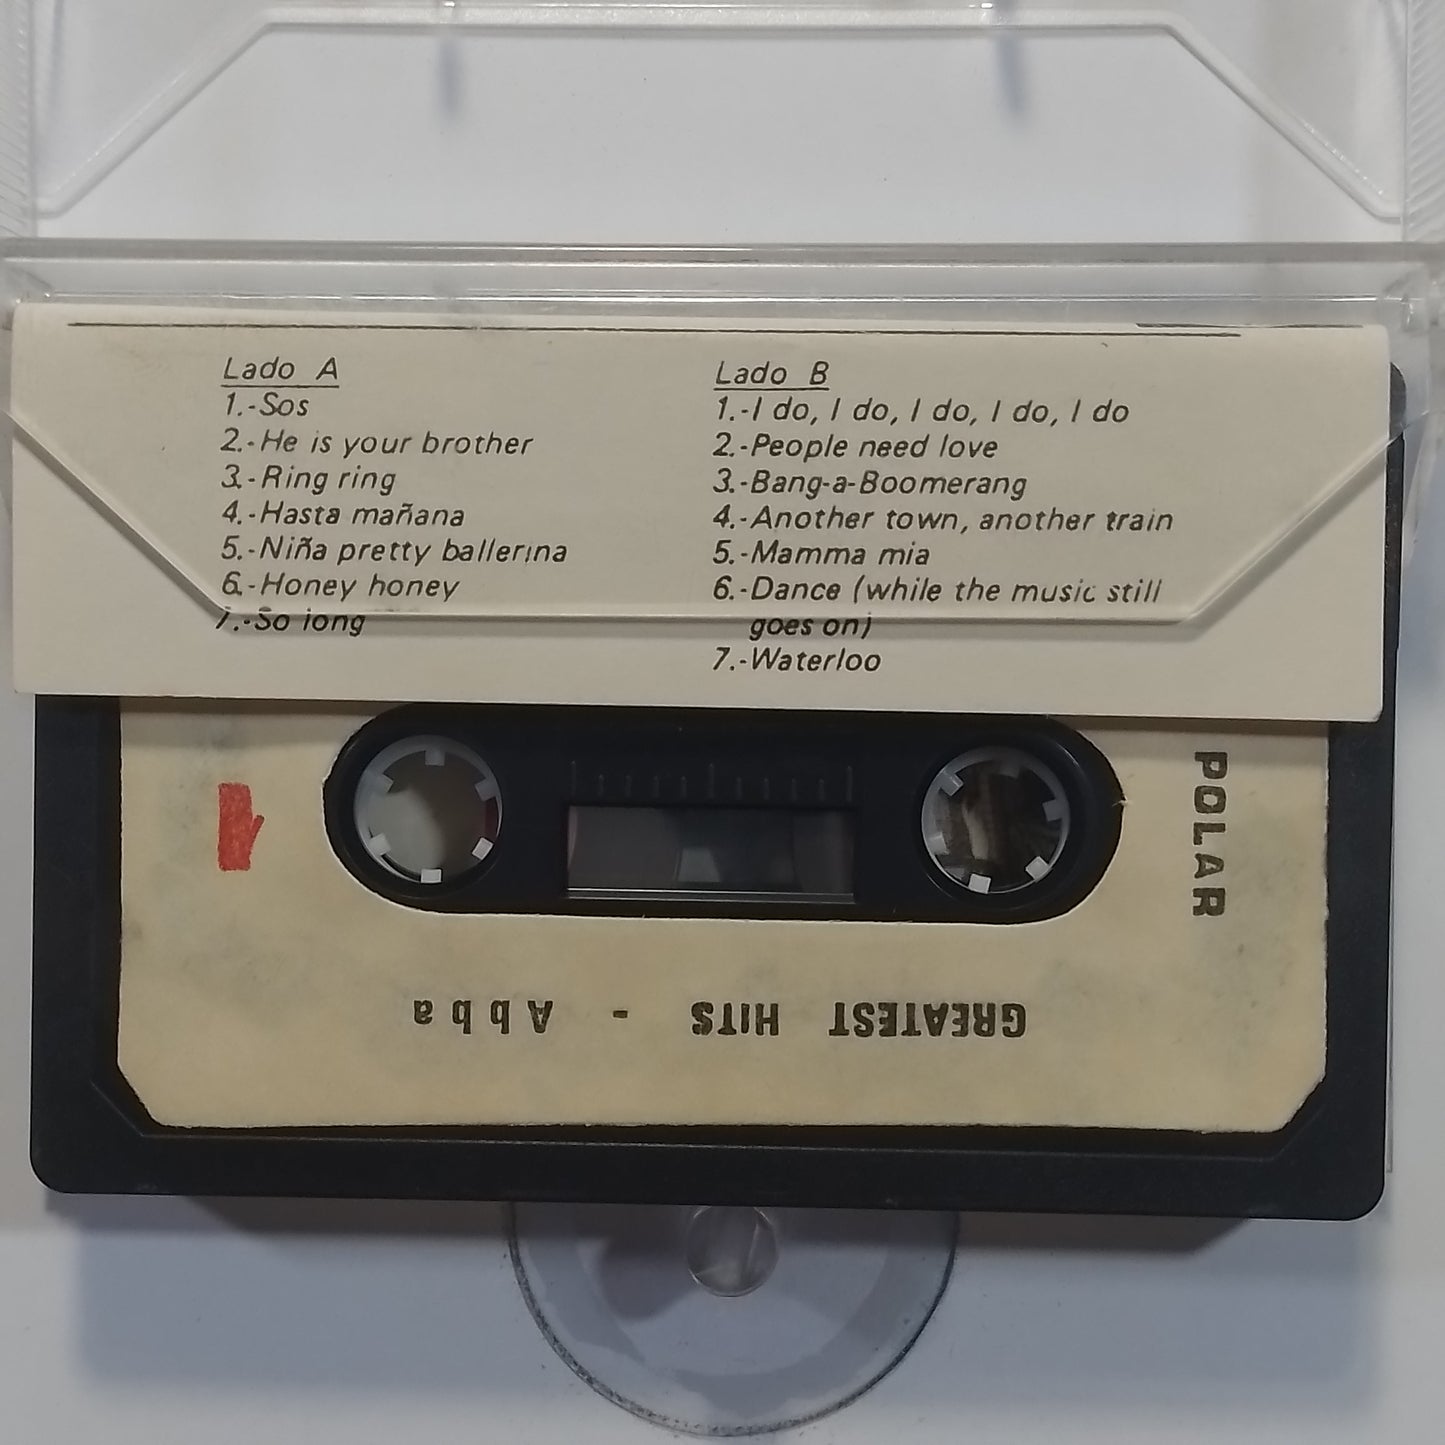 Lado A
1.-Sos
2.-He is your brother
3.-Ring ring
4.-Hasta mañana
5.-Niña pretty ballerina
6.-Honey honey
7.-So long
Lado B
1.-I do, I do, I do, I do, I do
2.-People need love
3.-Bang-a-Boomerang
4.-Another town, another train
5.-Mamma mia
6.-Dance (while the music still
goes on)
7.-Waterloo
POLAR
1
GREATEST HITS - Abba